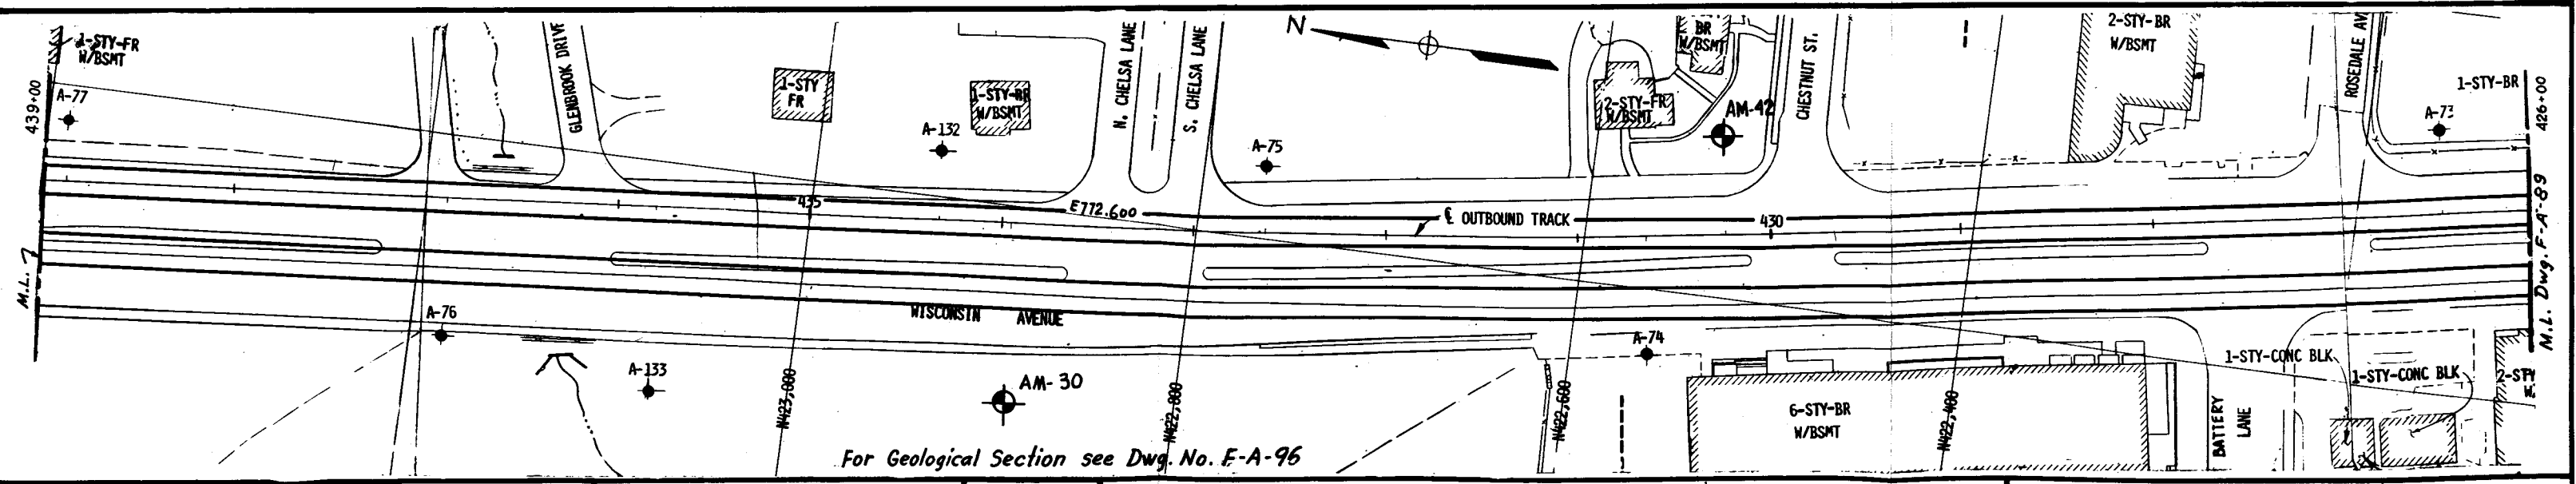 1-STY-FR
W/BSMT
439+00
A-77
GLENBROOK DRIVE
1-STY
FR
1-STY-BR
W/BSMT
A-132
N. CHELSA LANE
S. CHELSA LANE
N
A-75
BR
W/BSMT
2-STY-FR
W/BSMT
AM-42
CHESTNUT ST.
2-STY-BR
W/BSMT
ROSEDALE AV
1-STY-BR
A-73
426+00
435
E772.600
℄ OUTBOUND TRACK
430
M.L. 7
M.L. Dwg. F-A-89
WISCONSIN AVENUE
A-76
A-133
N423,000
AM-30
N422,800
N422,600
A-74
6-STY-BR
W/BSMT
N422,400
BATTERY
LANE
1-STY-CONC BLK
1-STY-CONC BLK
2-STY
W.
For Geological Section see Dwg. No. F-A-96